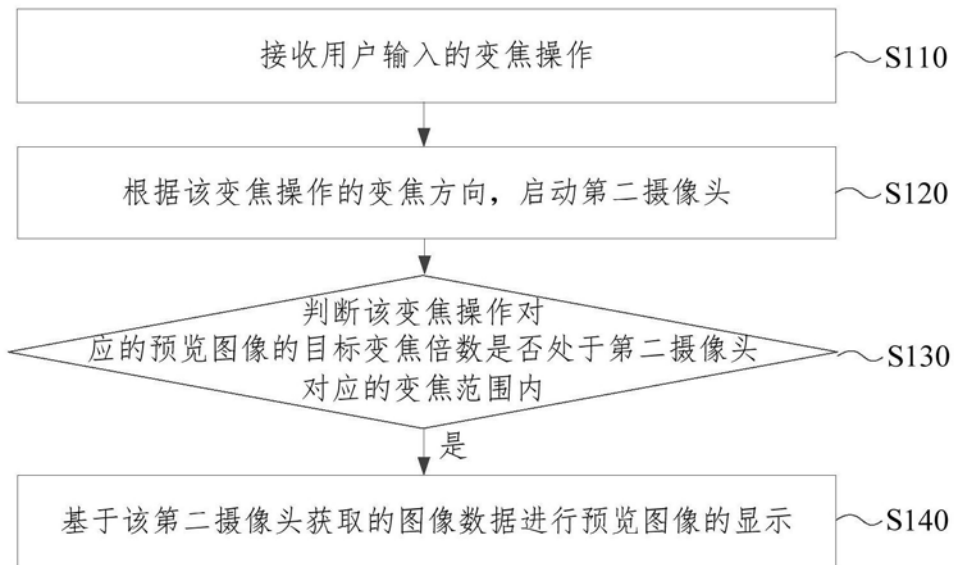 接收用户输入的变焦操作
S110
根据该变焦操作的变焦方向，启动第二摄像头
S120
判断该变焦操作对
应的预览图像的目标变焦倍数是否处于第二摄像头
对应的变焦范围内
S130
是
基于该第二摄像头获取的图像数据进行预览图像的显示
S140